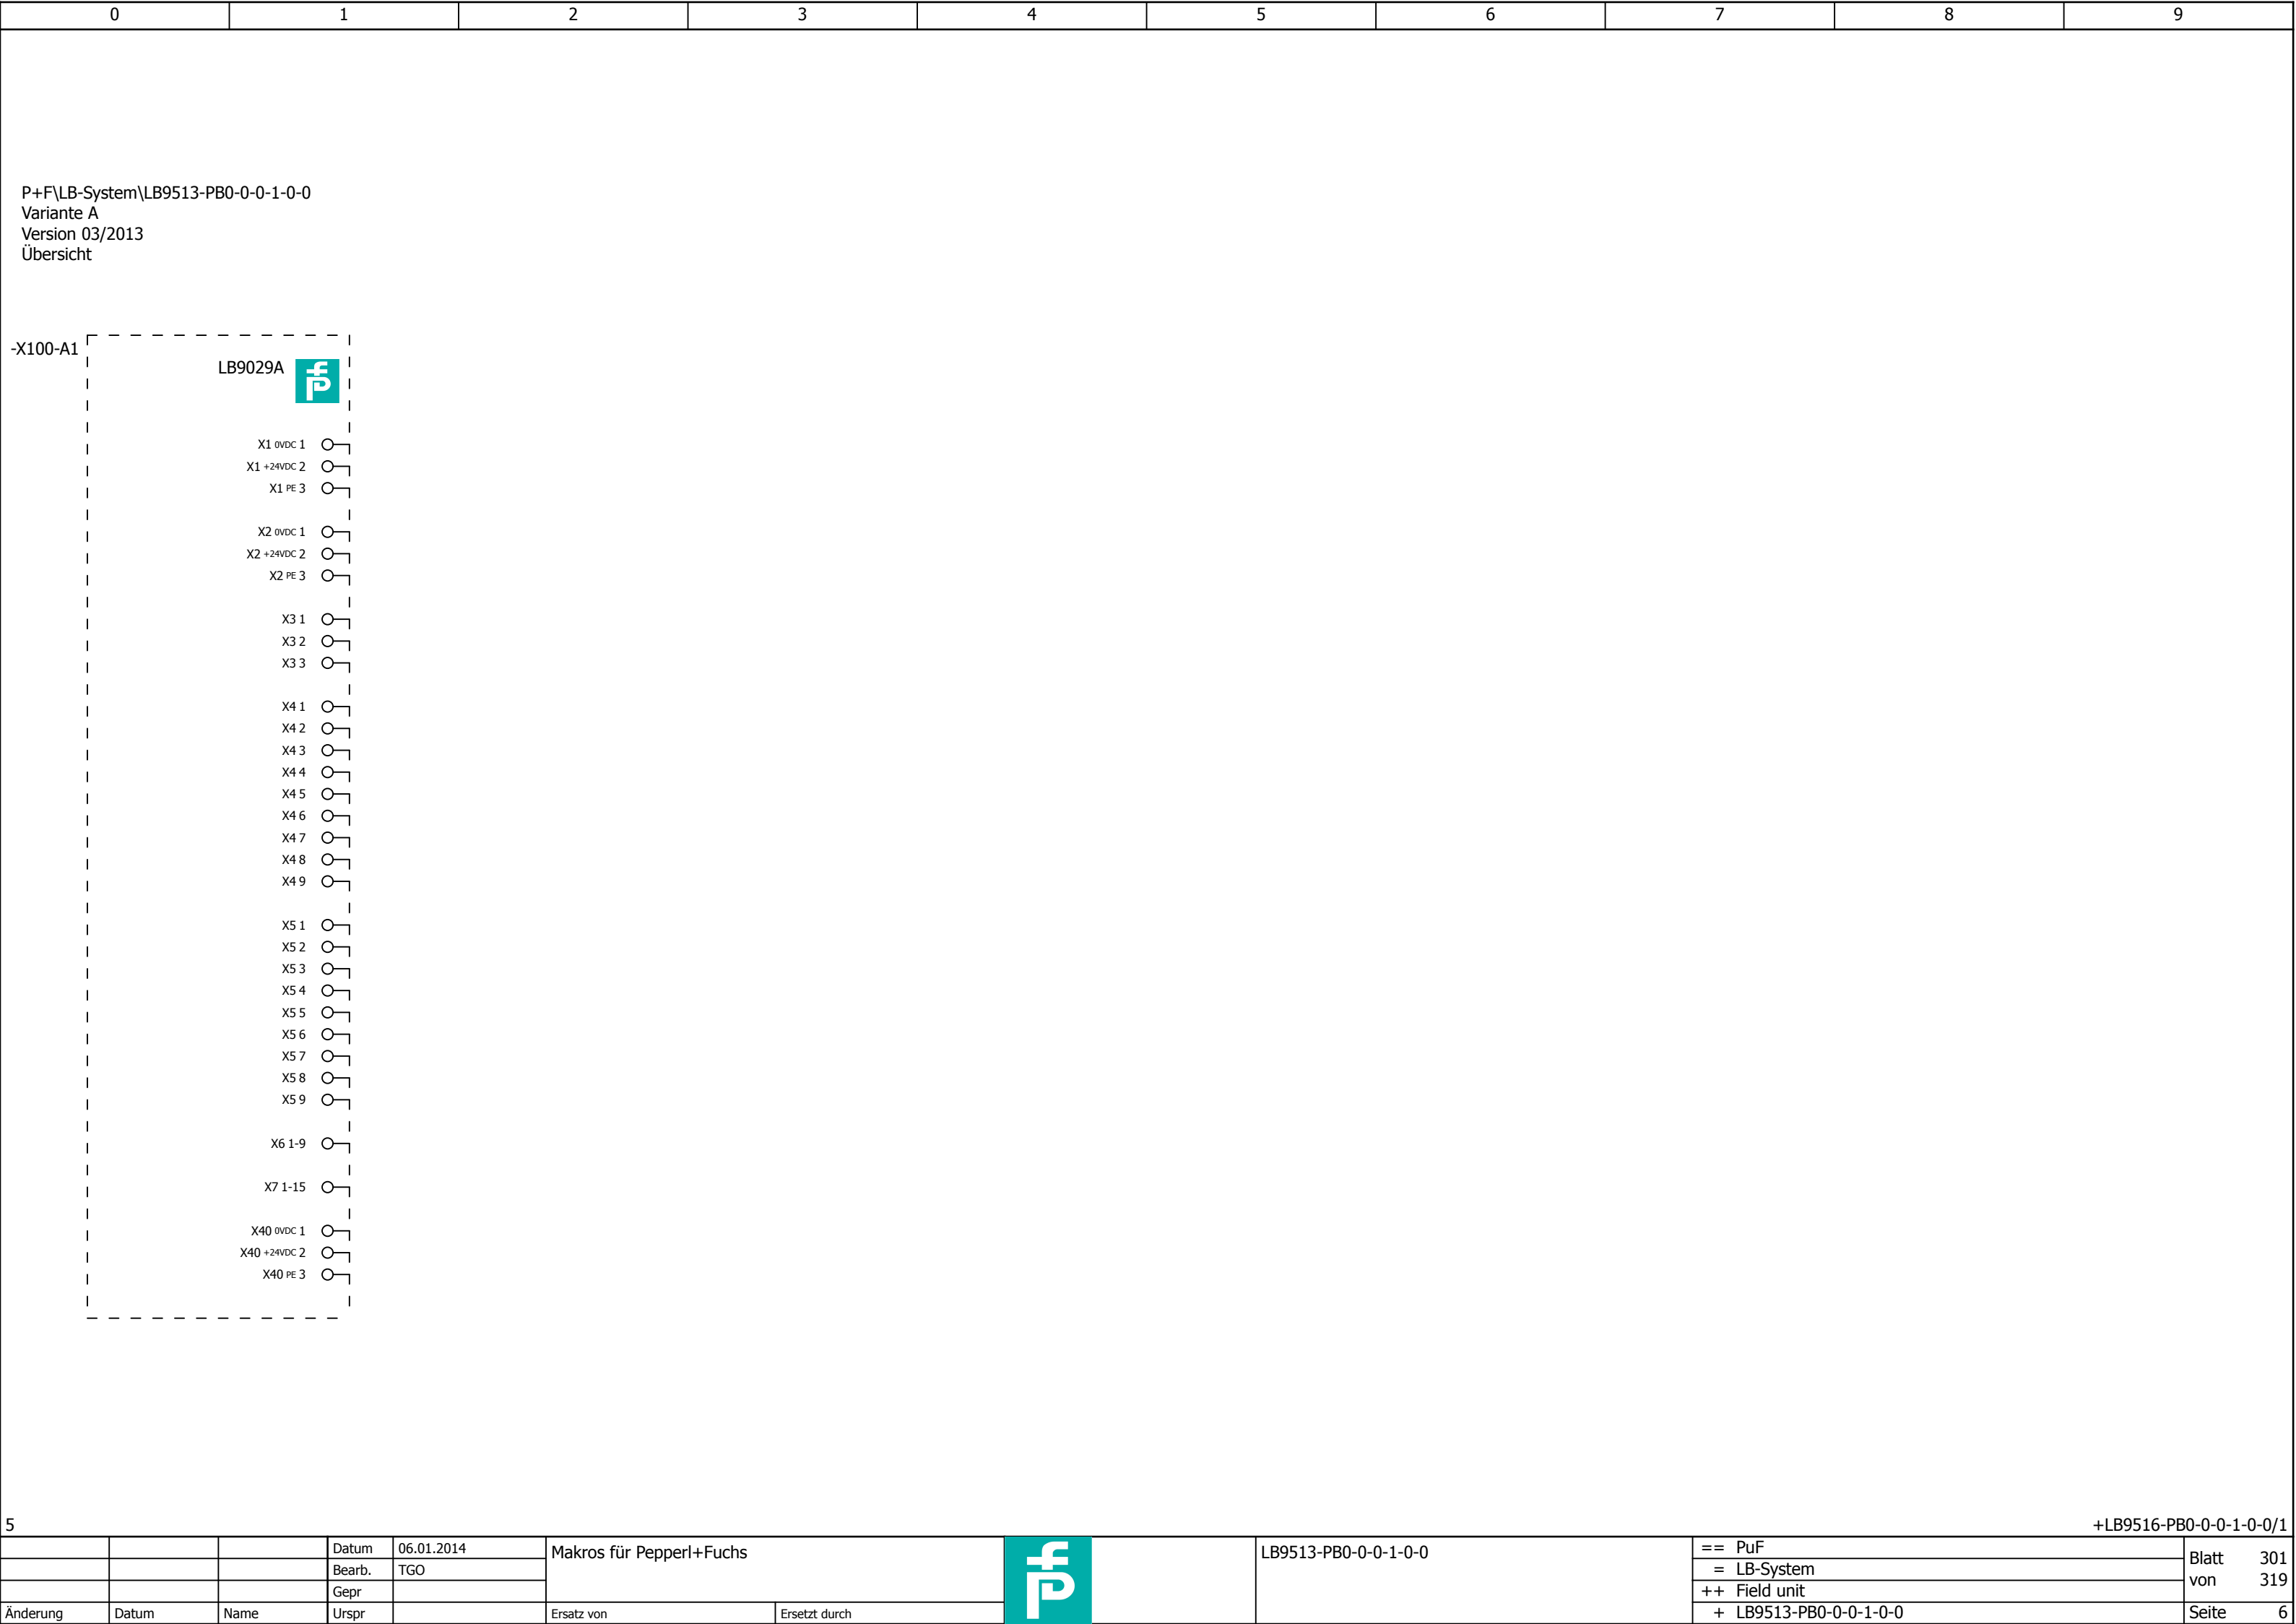 0 1 2 3 4 5 6 7 8 9
P+F\LB-System\LB9513-PB0-0-0-1-0-0
Variante A
Version 03/2013
Übersicht
-X100-A1
LB9029A
X1 0VDC 1
X1 +24VDC 2
X1 PE 3
X2 0VDC 1
X2 +24VDC 2
X2 PE 3
X3 1
X3 2
X3 3
X4 1
X4 2
X4 3
X4 4
X4 5
X4 6
X4 7
X4 8
X4 9
X5 1
X5 2
X5 3
X5 4
X5 5
X5 6
X5 7
X5 8
X5 9
X6 1-9
X7 1-15
X40 0VDC 1
X40 +24VDC 2
X40 PE 3
5 +LB9516-PB0-0-0-1-0-0/1
Datum 06.01.2014 Makros für Pepperl+Fuchs LB9513-PB0-0-0-1-0-0 == PuF Blatt 301
Bearb. TGO = LB-System von 319
Gepr ++ Field unit
Änderung Datum Name Urspr Ersatz von Ersetzt durch + LB9513-PB0-0-0-1-0-0 Seite 6